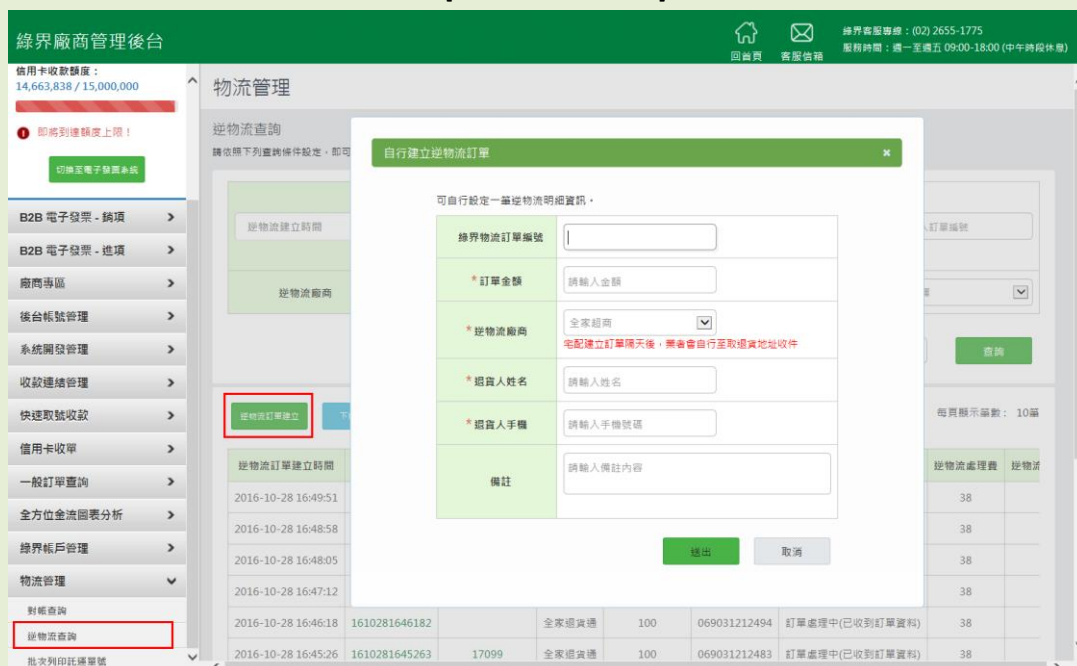 綠界廠商管理後台
回首頁
客服信箱
綠界客服專線：(02) 2655-1775
服務時間：週一至週五 09:00-18:00 (中午時段休息)
信用卡收款額度：
14,663,838 / 15,000,000
即將到達額度上限！
切換至電子發票系統
B2B 電子發票 - 銷項
B2B 電子發票 - 進項
廠商專區
後台帳號管理
系統開發管理
收款連結管理
快速取號收款
信用卡收單
一般訂單查詢
全方位金流圖表分析
綠界帳戶管理
物流管理
對帳查詢
逆物流查詢
批次列印託運單號
物流管理
逆物流查詢
請依照下列查詢條件設定，即可
逆物流建立時間
訂單編號
逆物流廠商
查詢
逆物流訂單建立
下
每頁顯示筆數： 10筆
自行建立逆物流訂單
可自行設定一筆逆物流明細資訊。
綠界物流訂單編號
*訂單金額 請輸入金額
*逆物流廠商 全家超商
宅配建立訂單隔天後，業者會自行至取退貨地址收件
*退貨人姓名 請輸入姓名
*退貨人手機 請輸入手機號碼
備註 請輸入備註內容
送出 取消
逆物流訂單建立時間 逆物流處理費 逆物流
2016-10-28 16:49:51 38
2016-10-28 16:48:58 38
2016-10-28 16:48:05 38
2016-10-28 16:47:12 38
2016-10-28 16:46:18 1610281646182 全家退貨通 100 069031212494 訂單處理中(已收到訂單資料) 38
2016-10-28 16:45:26 1610281645263 17099 全家退貨通 100 069031212483 訂單處理中(已收到訂單資料) 38